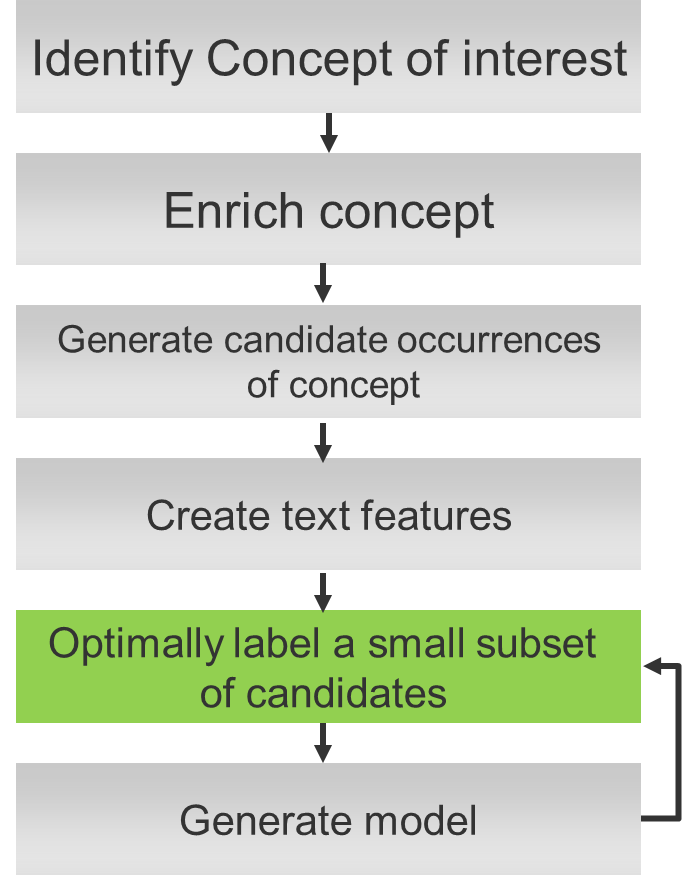 Identify Concept of interest
Enrich concept
Generate candidate occurrences
of concept
Create text features
Optimally label a small subset
of candidates
Generate model